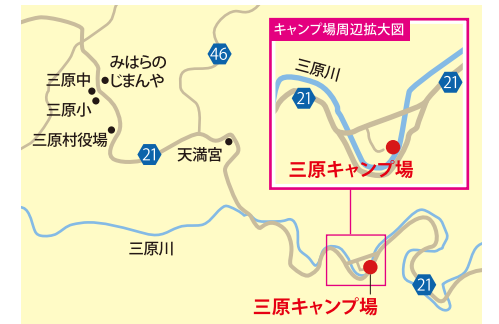 キャンプ場周辺拡大図
三原川
21
21
三原キャンプ場
46
みはらの
じまんや
三原中
三原小
三原村役場
21
天満宮
三原川
21
三原キャンプ場